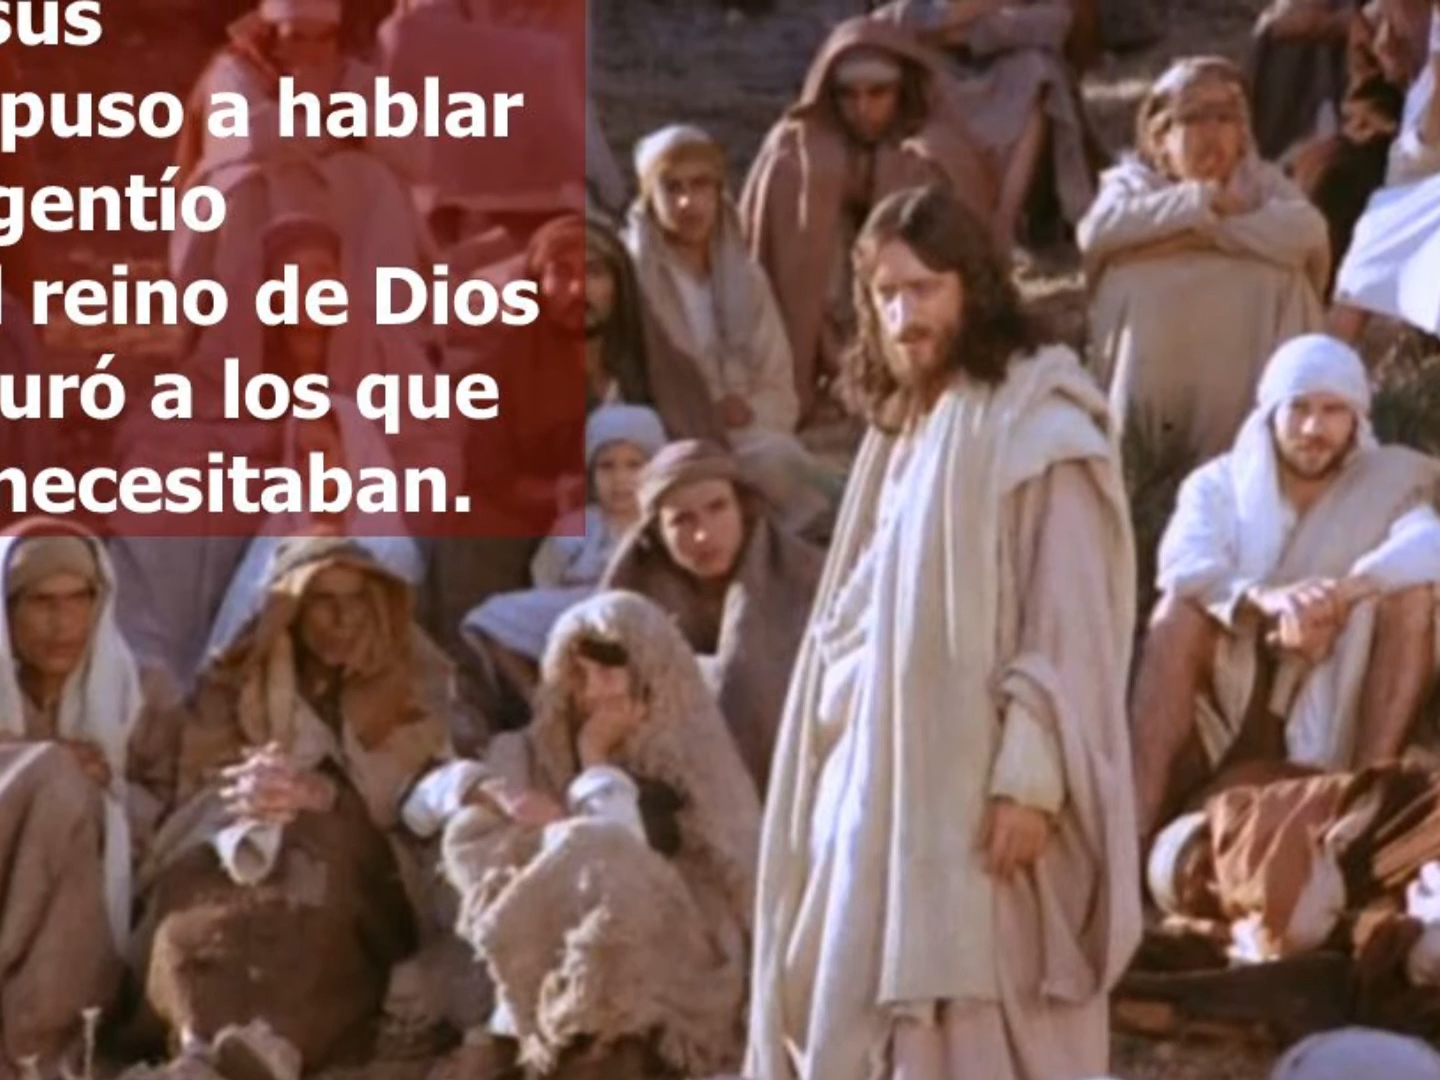 sus
puso a hablar
gentío
l reino de Dios
uró a los que
necesitaban.